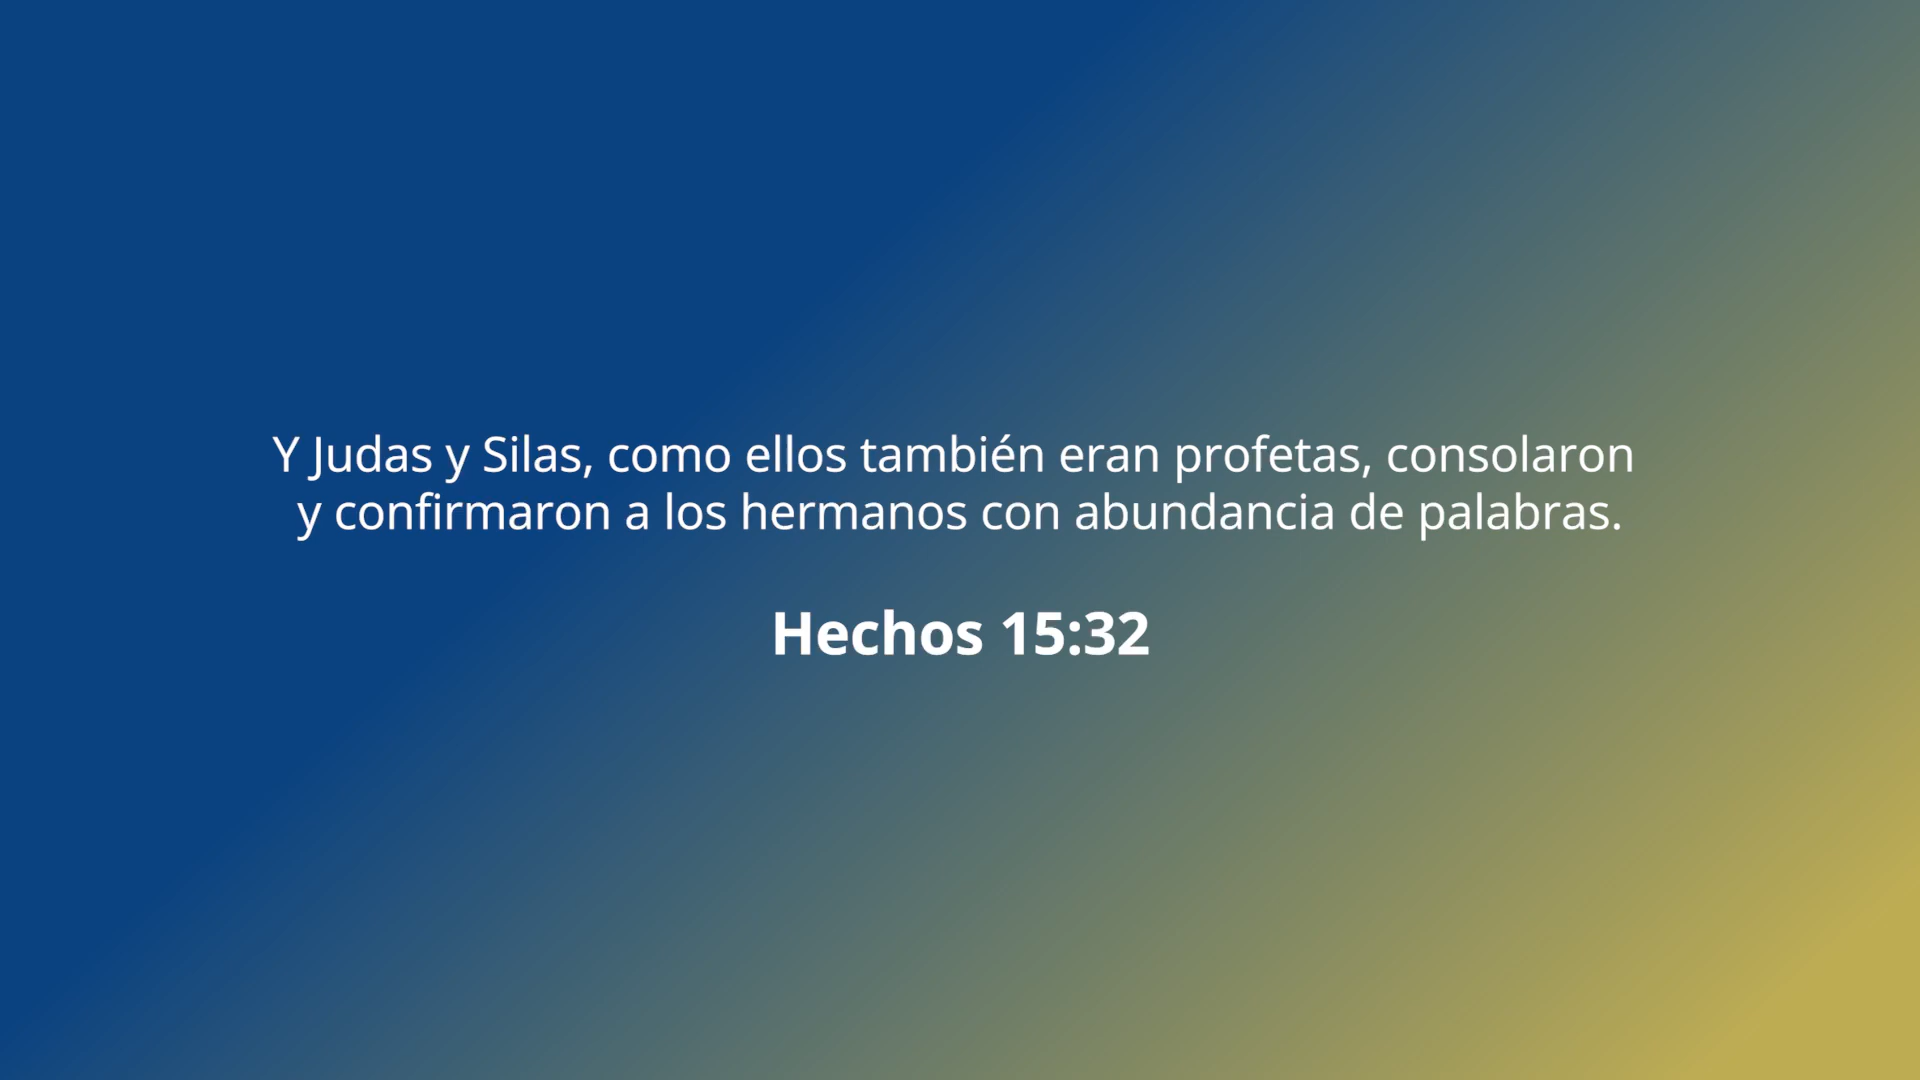 Y Judas y Silas, como ellos también eran profetas, consolaron
y confirmaron a los hermanos con abundancia de palabras.
Hechos 15:32